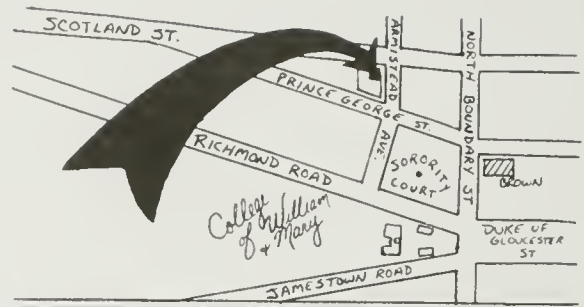 SCOTLAND ST.
ARMISTEAD
AVE.
NORTH BOUNDARY ST
PRINCE GEORGE ST.
RICHMOND ROAD
SORORITY
COURT
CROWN
College
of William
+ Mary
DUKE OF
GLOUCESTER
ST
JAMESTOWN ROAD